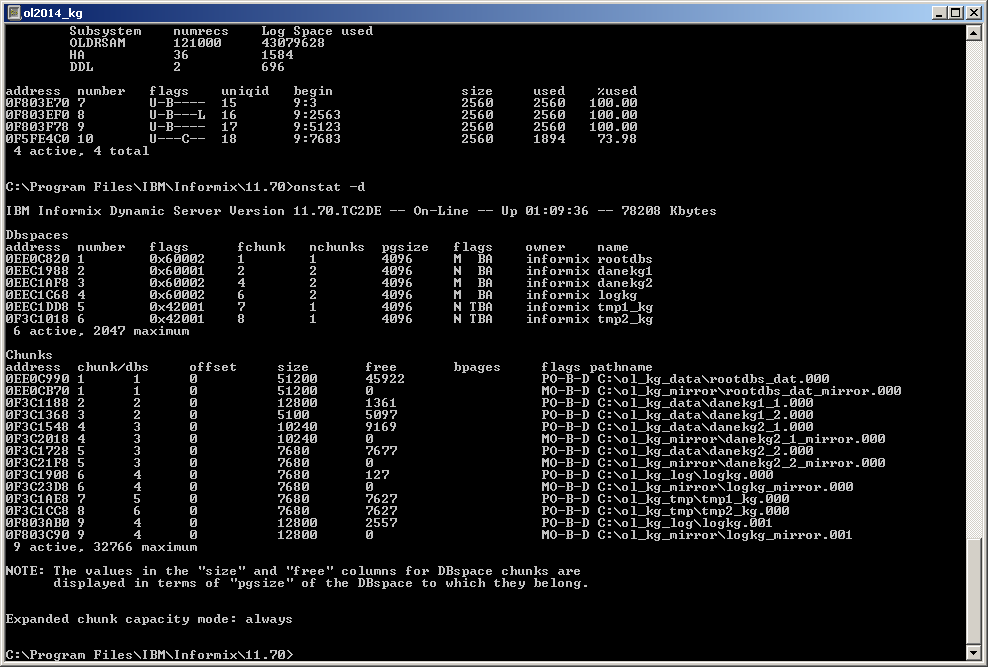 ol2014_kg
        Subsystem    numrecs    Log Space used
        OLDRSAM      121000     43079628
        HA           36         1584
        DDL          2          696

address  number   flags    uniqid   begin                size     used    %used
0F803E70 7        U-B----  15       9:3                  2560     2560   100.00
0F803EF0 8        U-B---L  16       9:2563               2560     2560   100.00
0F803F78 9        U-B----  17       9:5123               2560     2560   100.00
0F5FE4C0 10       U---C--  18       9:7683               2560     1894    73.98
 4 active, 4 total

C:\Program Files\IBM\Informix\11.70>onstat -d

IBM Informix Dynamic Server Version 11.70.TC2DE -- On-Line -- Up 01:09:36 -- 78208 Kbytes

Dbspaces
address  number   flags      fchunk   nchunks  pgsize   flags    owner    name
0EE0C820 1        0x60002    1        1        4096     M  BA    informix rootdbs
0EEC1988 2        0x60001    2        2        4096     N  BA    informix danekg1
0EEC1AF8 3        0x60002    4        2        4096     M  BA    informix danekg2
0EEC1C68 4        0x60002    6        2        4096     M  BA    informix logkg
0EEC1DD8 5        0x42001    7        1        4096     N TBA    informix tmp1_kg
0F3C1018 6        0x42001    8        1        4096     N TBA    informix tmp2_kg
 6 active, 2047 maximum

Chunks
address  chunk/dbs     offset     size       free       bpages     flags pathname
0EE0C990 1      1      0          51200      45922                 PO-B-D C:\ol_kg_data\rootdbs_dat.000
0EE0CB70 1      1      0          51200      0                     MO-B-D C:\ol_kg_mirror\rootdbs_dat_mirror.000
0F3C1188 2      2      0          12800      1361                  PO-B-D C:\ol_kg_data\danekg1_1.000
0F3C1368 3      2      0          5100       5097                  PO-B-D C:\ol_kg_data\danekg1_2.000
0F3C1548 4      3      0          10240      9169                  PO-B-D C:\ol_kg_data\danekg2_1.000
0F3C2018 4      3      0          10240      0                     MO-B-D C:\ol_kg_mirror\danekg2_1_mirror.000
0F3C1728 5      3      0          7680       7677                  PO-B-D C:\ol_kg_data\danekg2_2.000
0F3C21F8 5      3      0          7680       0                     MO-B-D C:\ol_kg_mirror\danekg2_2_mirror.000
0F3C1908 6      4      0          7680       127                   PO-B-D C:\ol_kg_log\logkg.000
0F3C23D8 6      4      0          7680       0                     MO-B-D C:\ol_kg_mirror\logkg_mirror.000
0F3C1AE8 7      5      0          7680       7627                  PO-B-D C:\ol_kg_tmp\tmp1_kg.000
0F3C1CC8 8      6      0          7680       7627                  PO-B-D C:\ol_kg_tmp\tmp2_kg.000
0F803AB0 9      4      0          12800      2557                  PO-B-D C:\ol_kg_log\logkg.001
0F803C90 9      4      0          12800      0                     MO-B-D C:\ol_kg_mirror\logkg_mirror.001
 9 active, 32766 maximum

NOTE: The values in the "size" and "free" columns for DBspace chunks are
      displayed in terms of "pgsize" of the DBspace to which they belong.

Expanded chunk capacity mode: always

C:\Program Files\IBM\Informix\11.70>